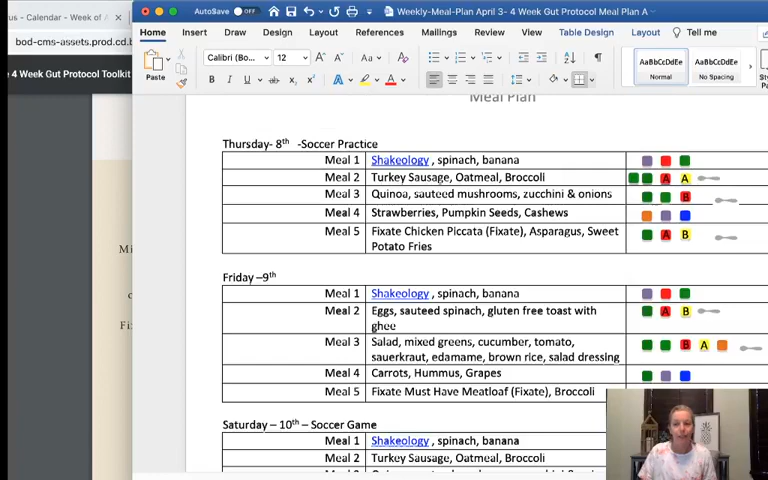 us - Calendar - Week of A
AutoSave OFF
Weekly-Meal-Plan April 3- 4 Week Gut Protocol Meal Plan A
bod-cms-assets.prod.cd.b
Home Insert Draw Design Layout References Mailings Review View Table Design Layout Tell me
4 Week Gut Protocol Toolkit
Paste
Calibri (Bo... 12
AaBbCcDdEe
Normal
AaBbCcDdEe
No Spacing
Meal Plan
Thursday- 8th -Soccer Practice
Meal 1 Shakeology , spinach, banana
Meal 2 Turkey Sausage, Oatmeal, Broccoli A A
Meal 3 Quinoa, sauteed mushrooms, zucchini & onions B
Meal 4 Strawberries, Pumpkin Seeds, Cashews
Meal 5 Fixate Chicken Piccata (Fixate), Asparagus, Sweet A B
Potato Fries
Friday –9th
Meal 1 Shakeology , spinach, banana
Meal 2 Eggs, sauteed spinach, gluten free toast with A B
ghee
Meal 3 Salad, mixed greens, cucumber, tomato, B A
sauerkraut, edamame, brown rice, salad dressing
Meal 4 Carrots, Hummus, Grapes
Meal 5 Fixate Must Have Meatloaf (Fixate), Broccoli
Saturday – 10th – Soccer Game
Meal 1 Shakeology , spinach, banana
Meal 2 Turkey Sausage, Oatmeal, Broccoli